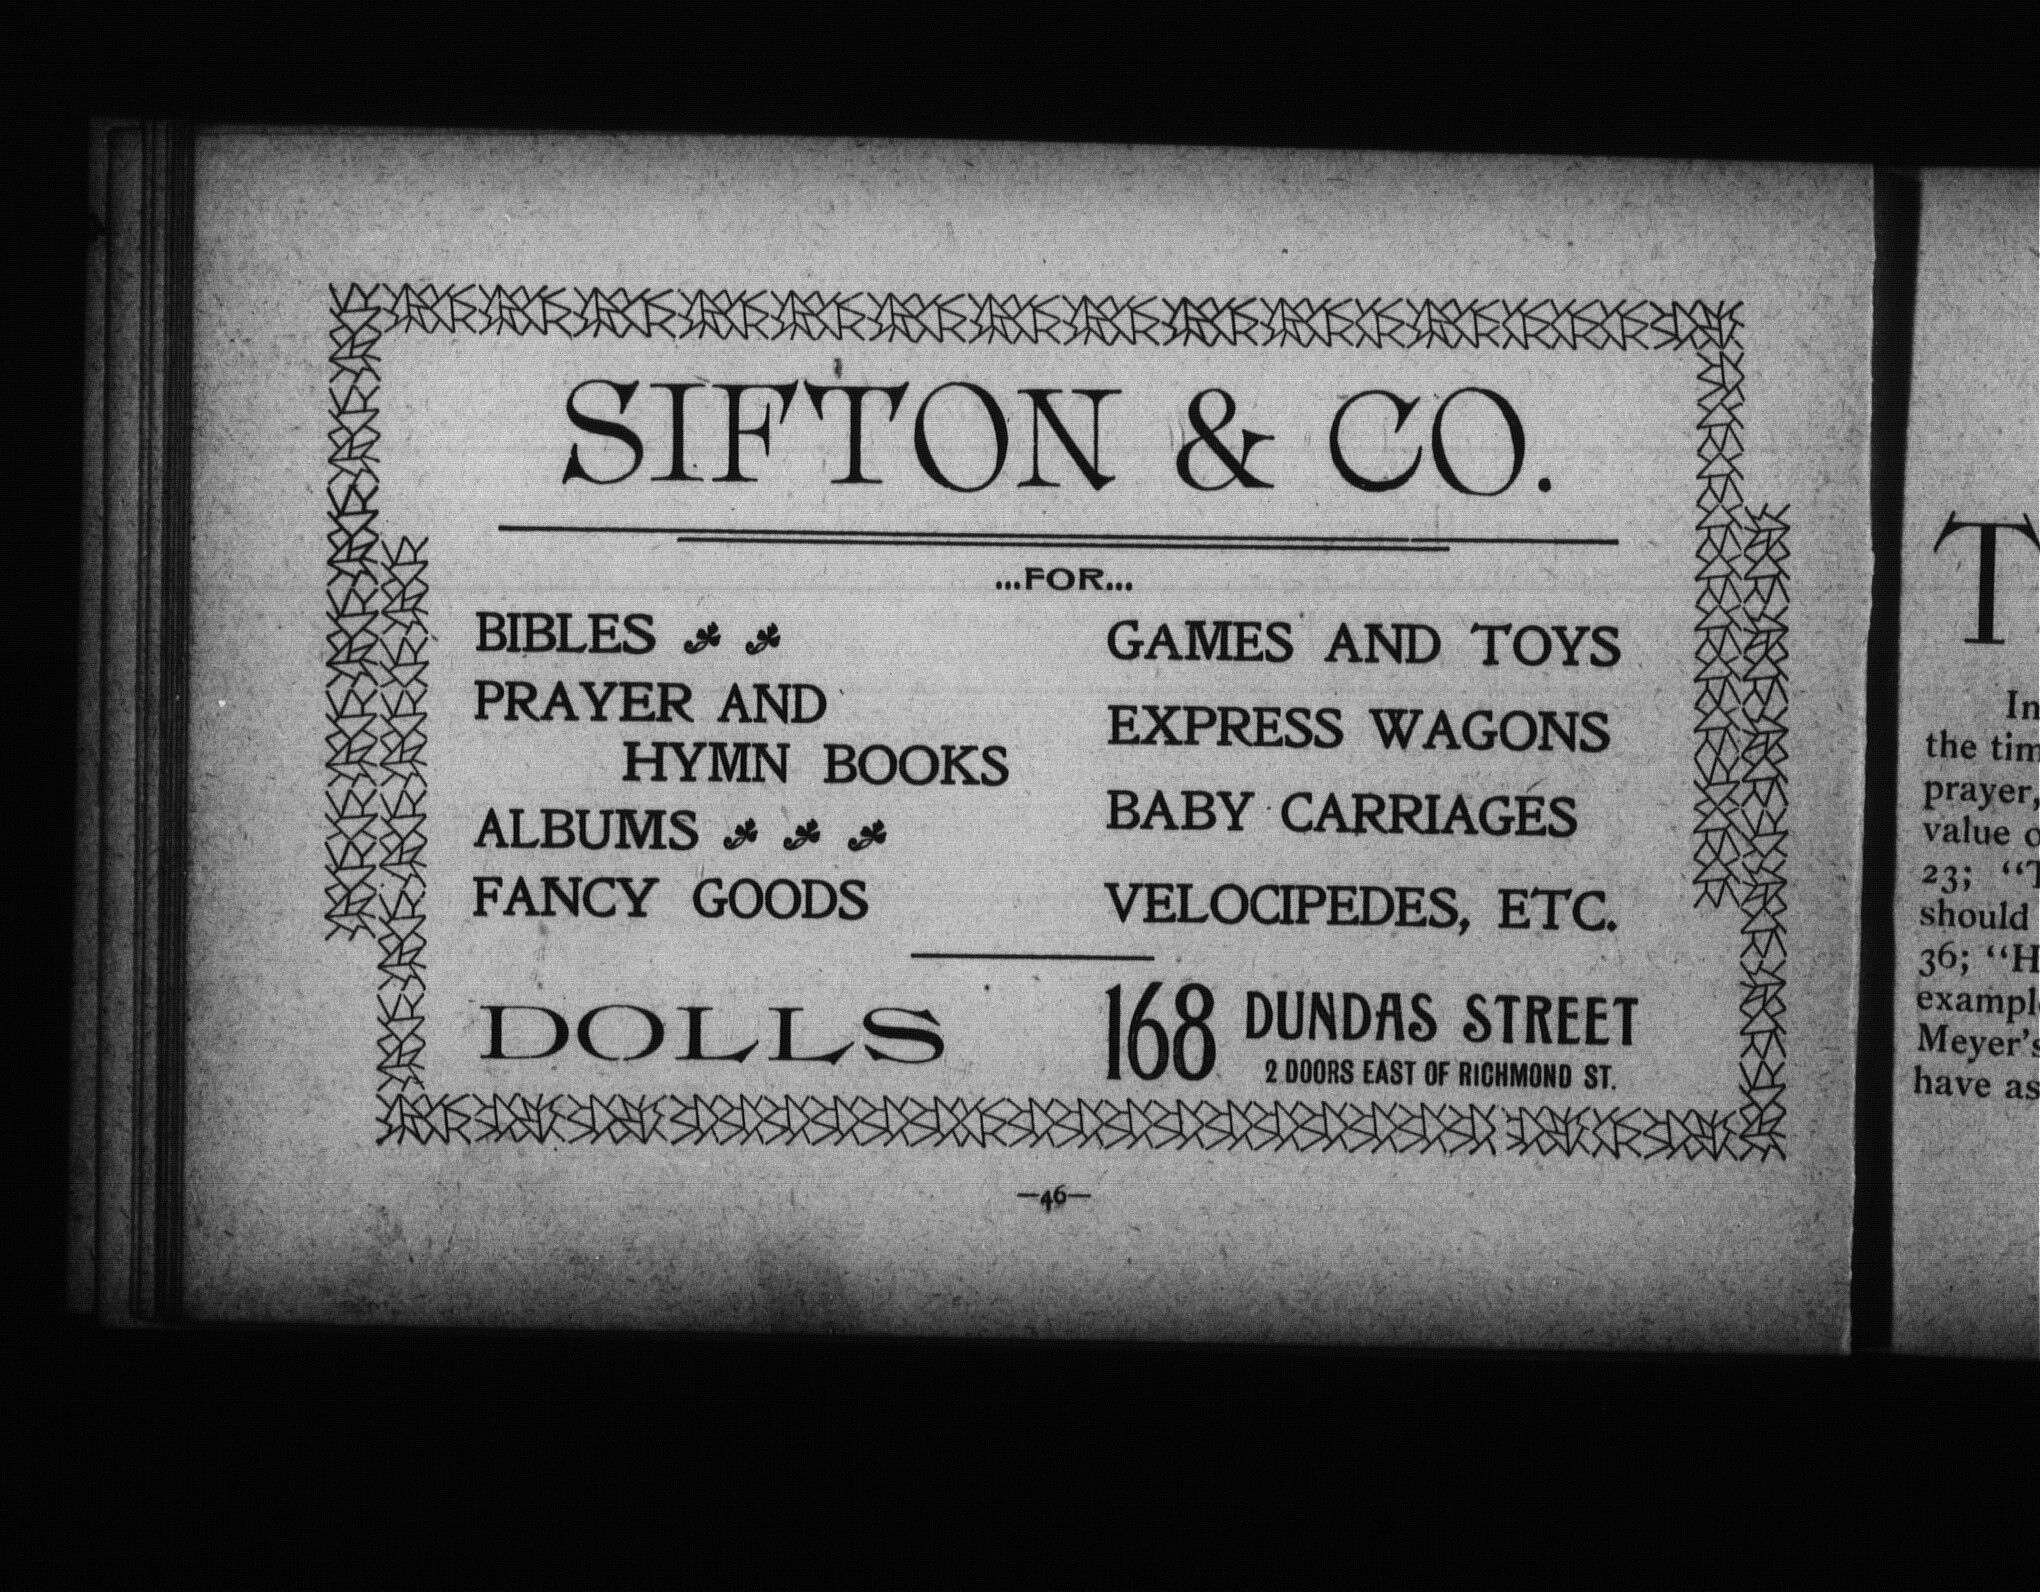 SIFTON & CO.
...FOR...
BIBLES
PRAYER AND
HYMN BOOKS
ALBUMS
FANCY GOODS
GAMES AND TOYS
EXPRESS WAGONS
BABY CARRIAGES
VELOCIPEDES, ETC.
DOLLS
168 DUNDAS STREET
2 DOORS EAST OF RICHMOND ST.
—46—
T
In
the tim
prayer,
value o
23; "T
should
36; "H
exampl
Meyer's
have as